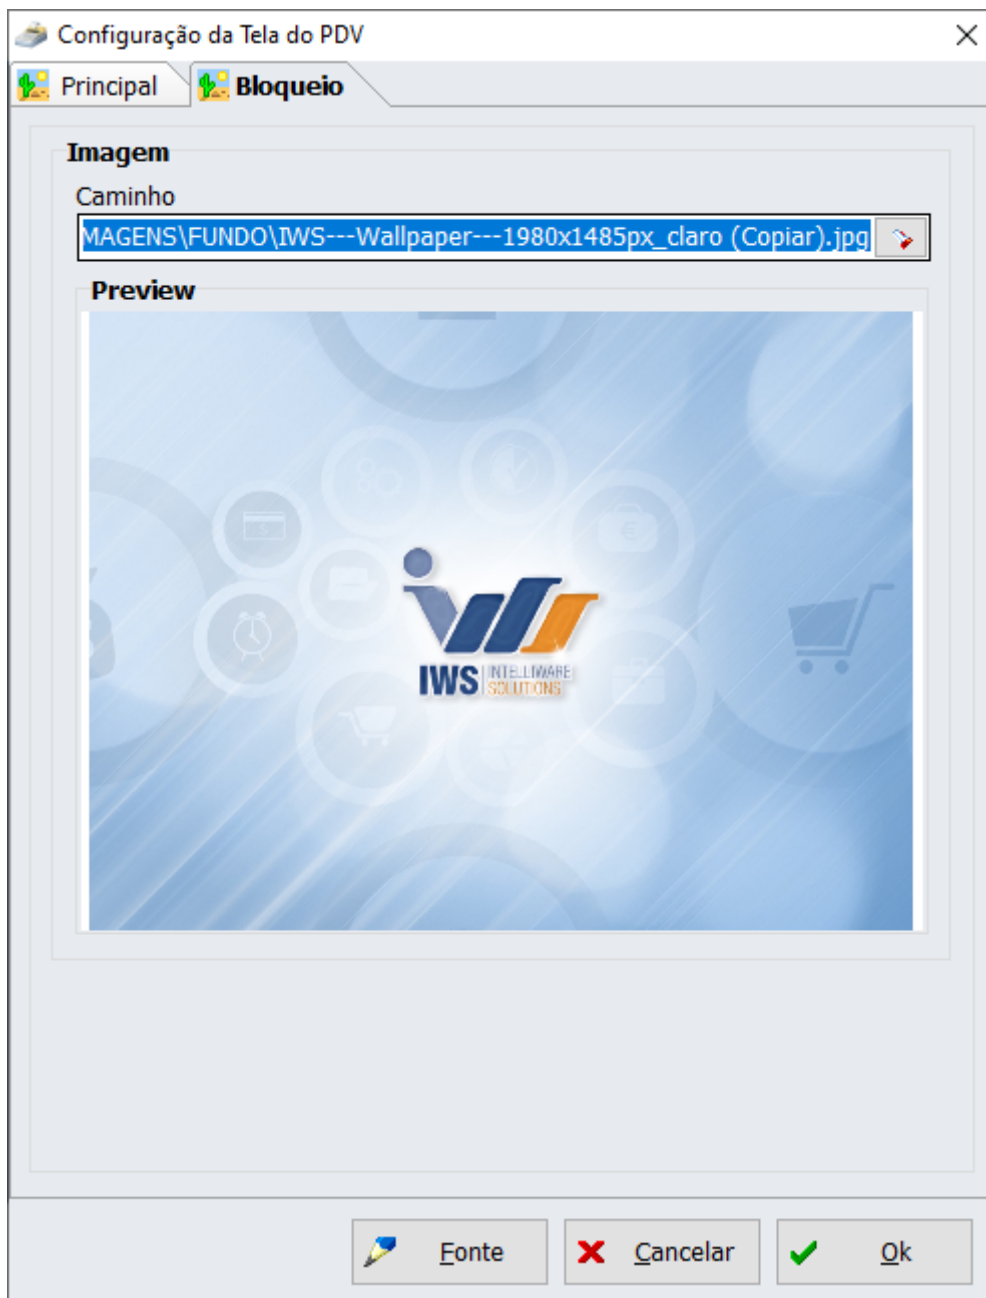 Configuração da Tela do PDV
Principal
Bloqueio
Imagem
Caminho
MAGENS\FUNDO\IWS---Wallpaper---1980x1485px_claro (Copiar).jpg
Preview
IWS INTELLIWARE
SOLUTIONS
Fonte
Cancelar
Ok